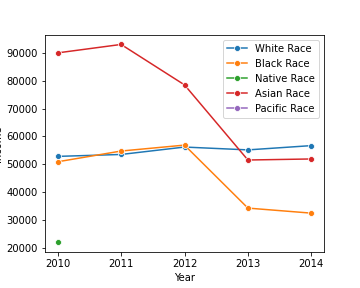 White Race
Black Race
Native Race
Asian Race
Pacific Race
90000
80000
70000
60000
50000
40000
30000
20000
2010
2011
2012
2013
2014
Year